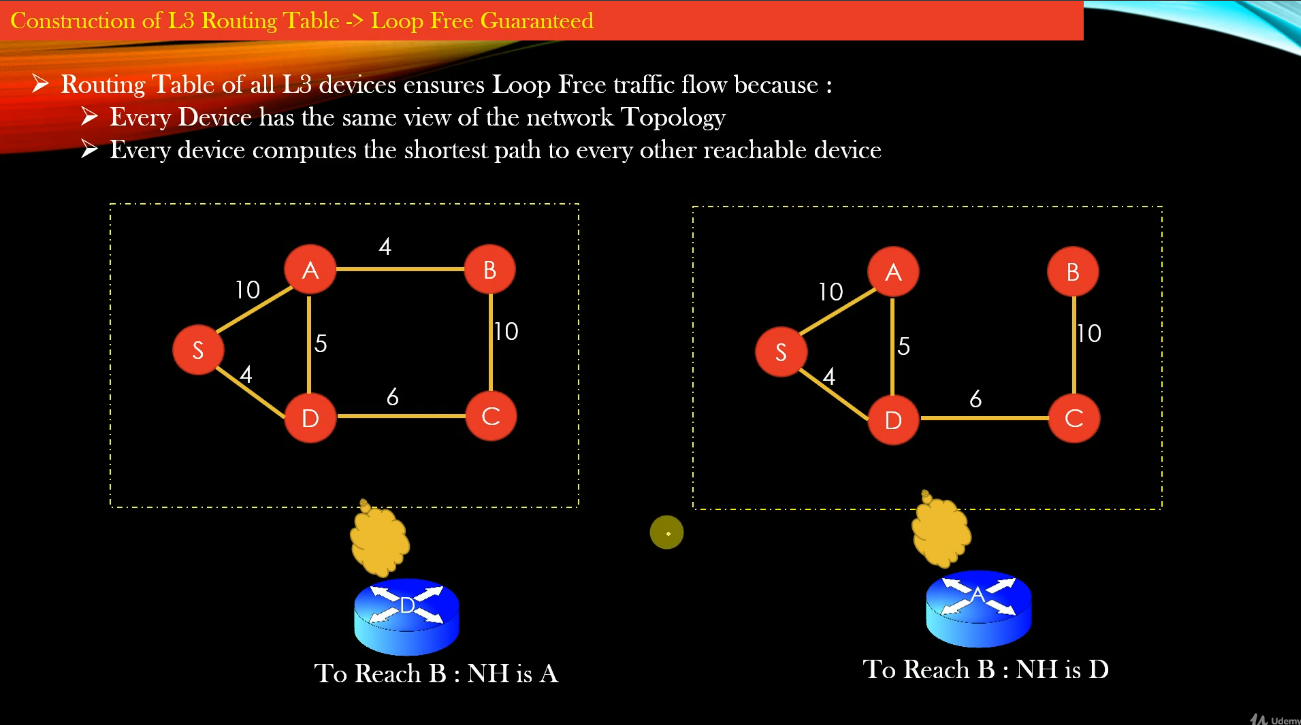 Construction of L3 Routing Table -> Loop Free Guaranteed
➢ Routing Table of all L3 devices ensures Loop Free traffic flow because :
➢ Every Device has the same view of the network Topology
➢ Every device computes the shortest path to every other reachable device
A 4 B
10
5
10
S
4
6
D C
A B
10
5
10
S
4
6
D C
D
A
To Reach B : NH is A
To Reach B : NH is D
Udemy